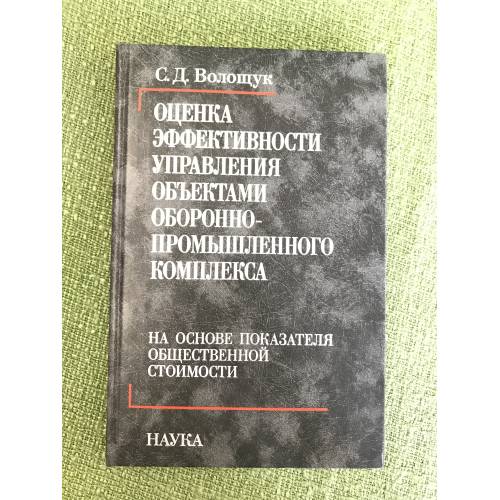 С. Д. Волощук
ОЦЕНКА
ЭФФЕКТИВНОСТИ
УПРАВЛЕНИЯ
ОБЪЕКТАМИ
ОБОРОННО-
ПРОМЫШЛЕННОГО
КОМПЛЕКСА
НА ОСНОВЕ ПОКАЗАТЕЛЯ
ОБЩЕСТВЕННОЙ
СТОИМОСТИ
НАУКА